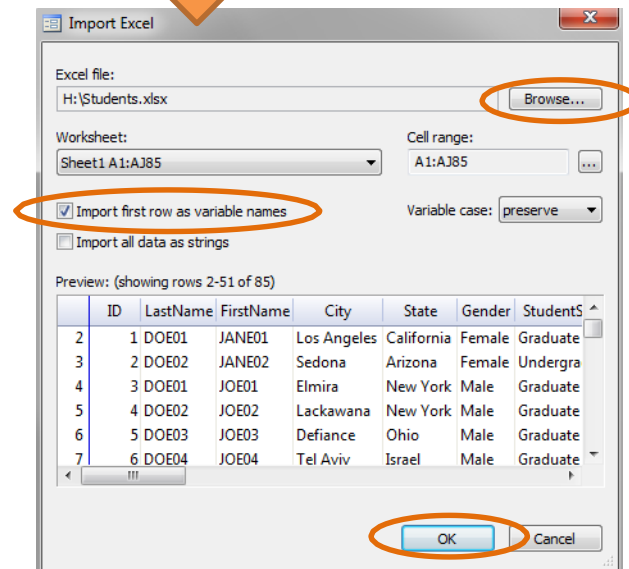 Import Excel
Excel file:
H:\Students.xlsx
Browse...
Worksheet:
Cell range:
Sheet1 A1:AJ85
A1:AJ85
...
Import first row as variable names
Variable case: preserve
Import all data as strings
Preview: (showing rows 2-51 of 85)
ID LastName FirstName City State Gender StudentS
2 1 DOE01 JANE01 Los Angeles California Female Graduate
3 2 DOE02 JANE02 Sedona Arizona Female Undergra
4 3 DOE01 JOE01 Elmira New York Male Graduate
5 4 DOE02 JOE02 Lackawana New York Male Graduate
6 5 DOE03 JOE03 Defiance Ohio Male Graduate
7 6 DOE04 JOE04 Tel Aviv Israel Male Graduate
OK Cancel